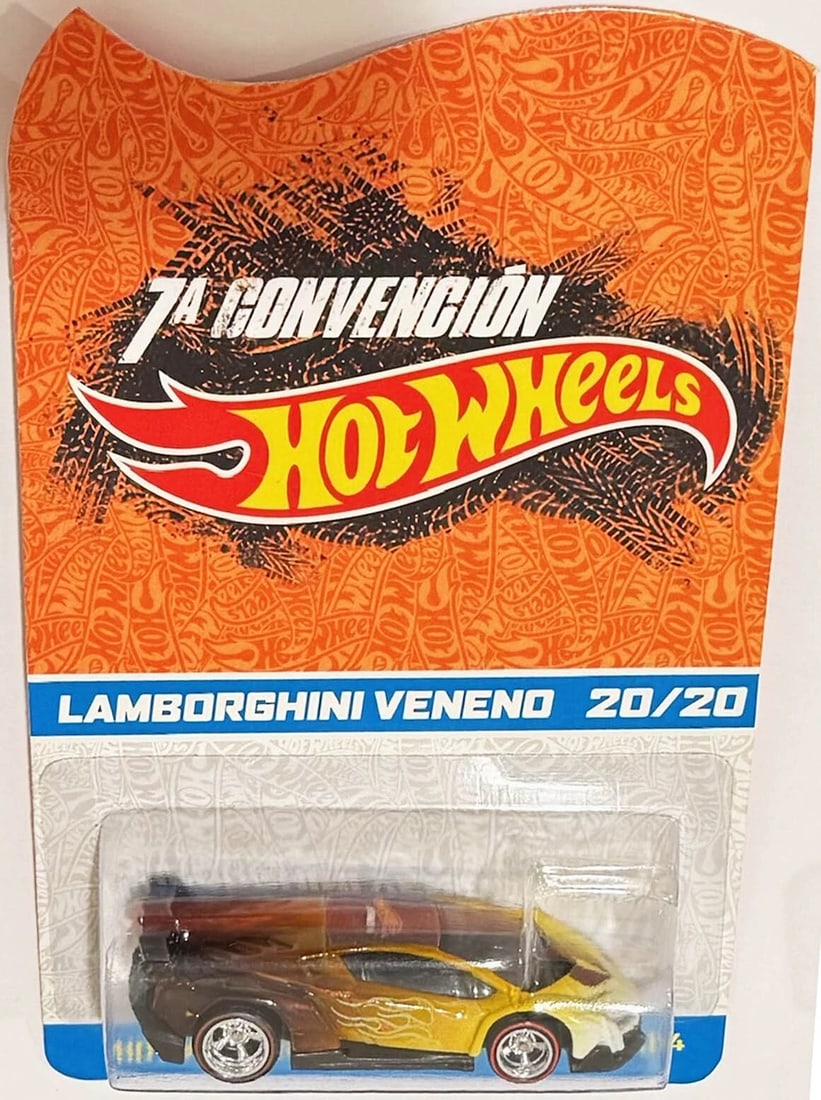 7A CONVENCIÓN
Hot Wheels
LAMBORGHINI VENENO 20/20